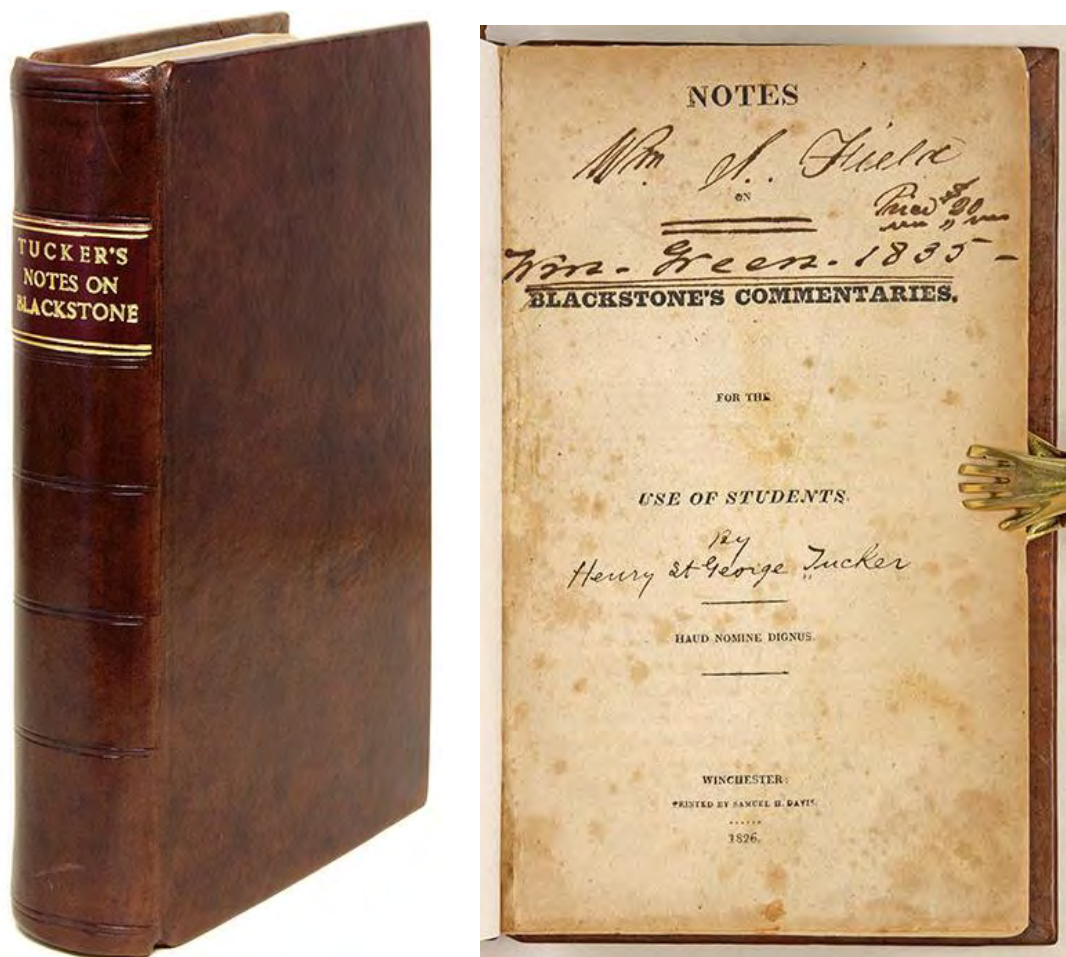 TUCKER'S
NOTES ON
BLACKSTONE
NOTES
Wm S. Field
ON
Price $20
Wm. Green. 1835 -
BLACKSTONE'S COMMENTARIES.
FOR THE
USE OF STUDENTS.
By
Henry St George Tucker
HAUD NOMINE DIGNUS.
WINCHESTER:
PRINTED BY SAMUEL H. DAVIS.
1826.